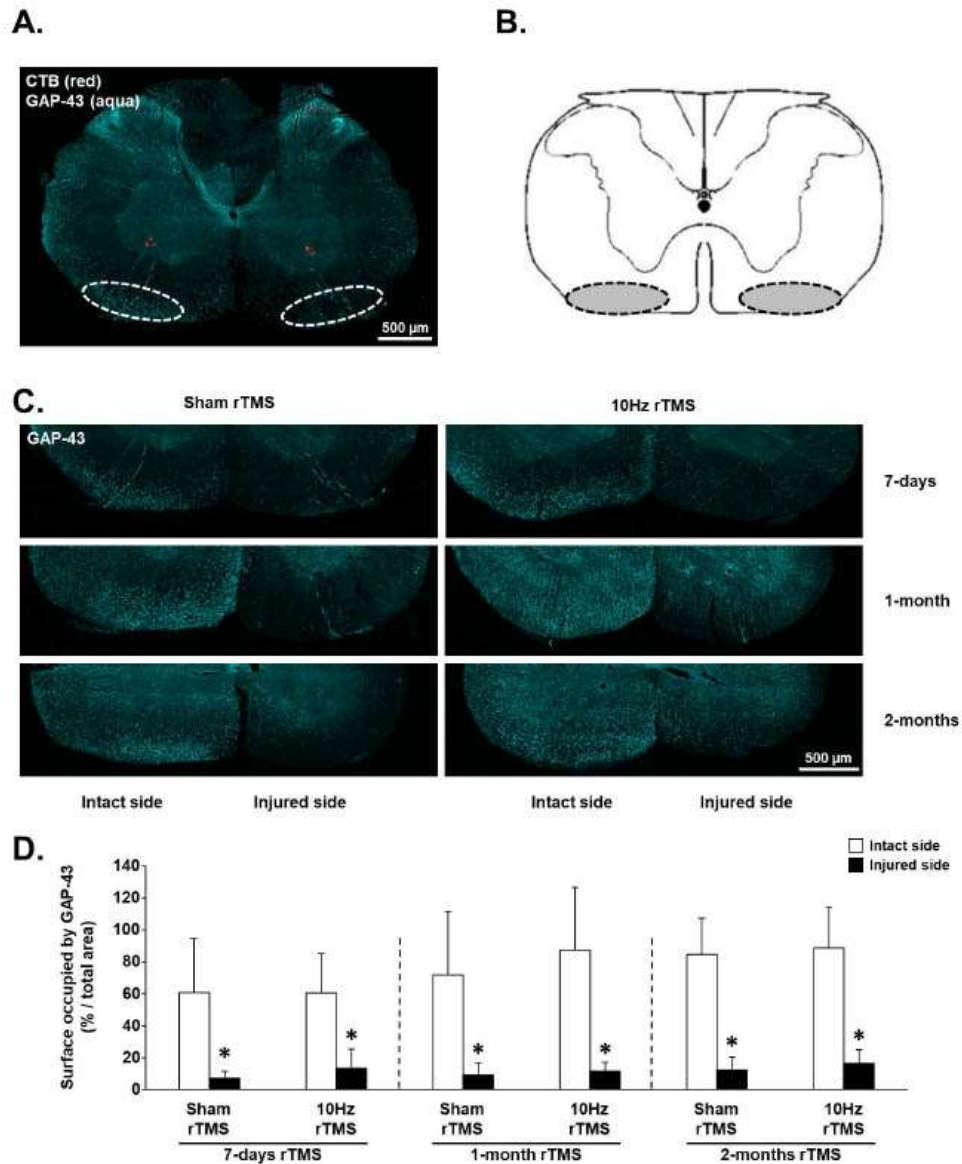 A.
B.
CTB (red)
GAP-43 (aqua)
500 µm
C.
Sham rTMS
10Hz rTMS
GAP-43
7-days
1-month
2-months
500 µm
Intact side
Injured side
Intact side
Injured side
D.
Intact side
Injured side
Surface occupied by GAP-43
(% / total area)
140
120
100
80
60
40
20
0
*
*
*
*
*
*
Sham rTMS
10Hz rTMS
Sham rTMS
10Hz rTMS
Sham rTMS
10Hz rTMS
7-days rTMS
1-month rTMS
2-months rTMS